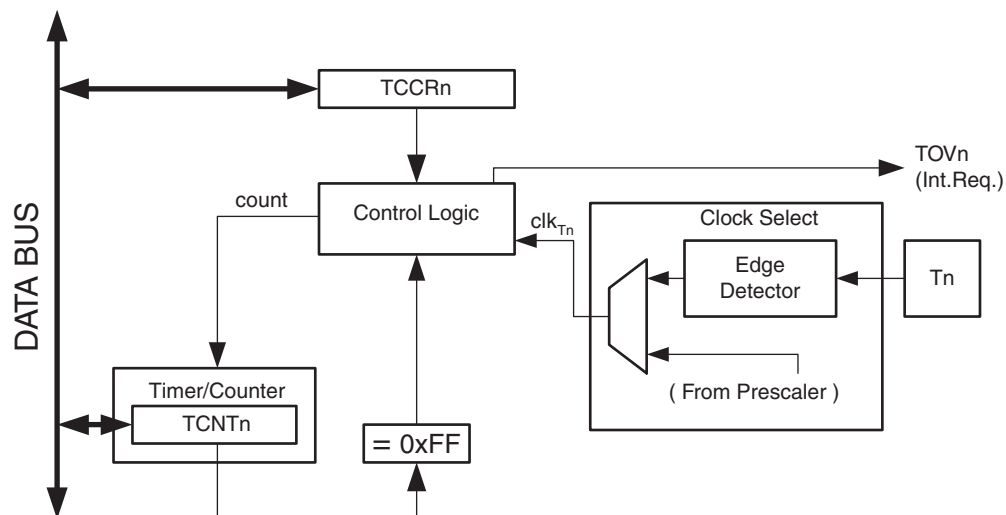 TCCRn
TOVn
(Int.Req.)
count
Control Logic
clkTn
Clock Select
Edge
Detector
Tn
DATA BUS
Timer/Counter
TCNTn
= 0xFF
( From Prescaler )